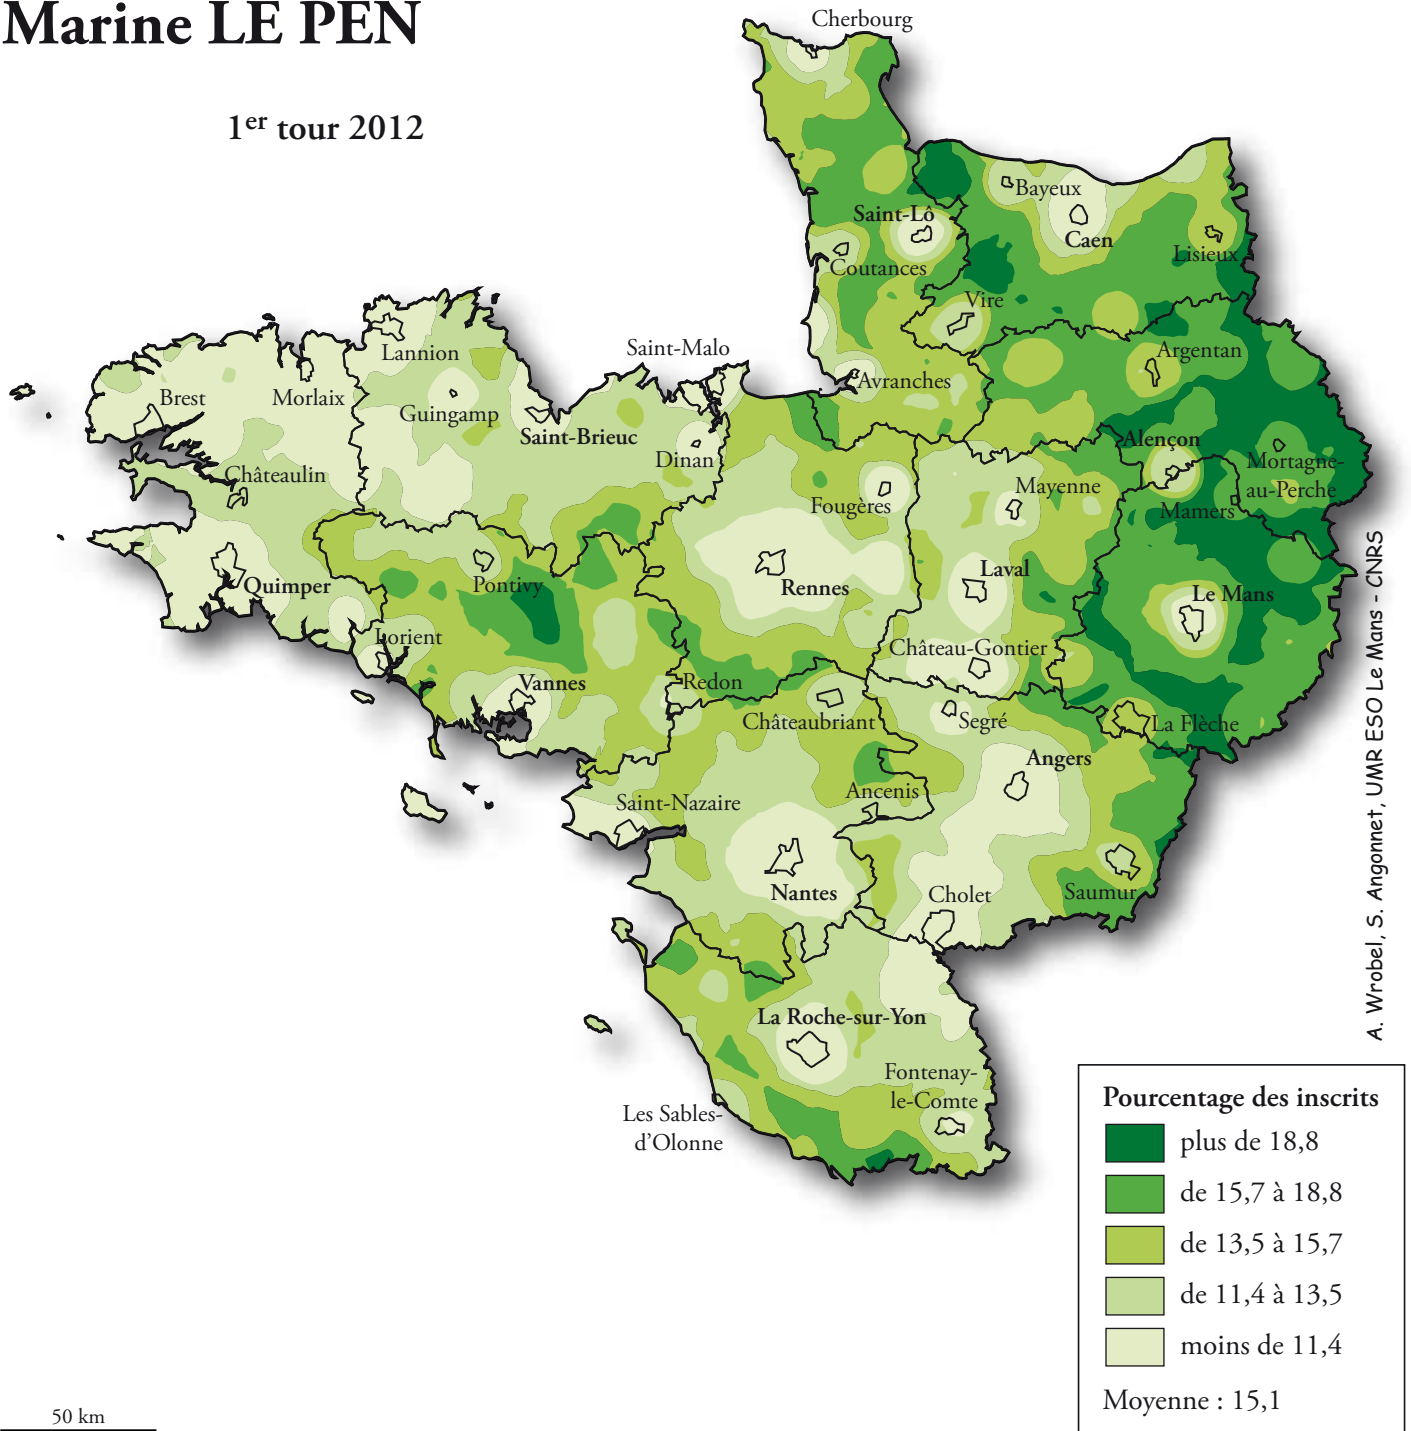 Marine LE PEN
1er tour 2012
Cherbourg
Bayeux
Saint-Lô
Caen
Coutances
Lisieux
Vire
Saint-Malo
Lannion
Argentan
Avranches
Brest
Morlaix
Guingamp
Saint-Brieuc
Dinan
Alençon
Châteaulin
Mortagne-
au-Perche
Mayenne
Fougères
Mamers
Quimper
Pontivy
Rennes
Laval
Le Mans
Lorient
Château-Gontier
Vannes
Redon
Châteaubriant
Segré
La Flèche
Angers
Saint-Nazaire
Ancenis
Nantes
Cholet
Saumur
La Roche-sur-Yon
Fontenay-
le-Comte
Les Sables-
d'Olonne
A. Wrobel, S. Angonnet, UMR ESO Le Mans - CNRS
Pourcentage des inscrits
plus de 18,8
de 15,7 à 18,8
de 13,5 à 15,7
de 11,4 à 13,5
moins de 11,4
Moyenne : 15,1
50 km